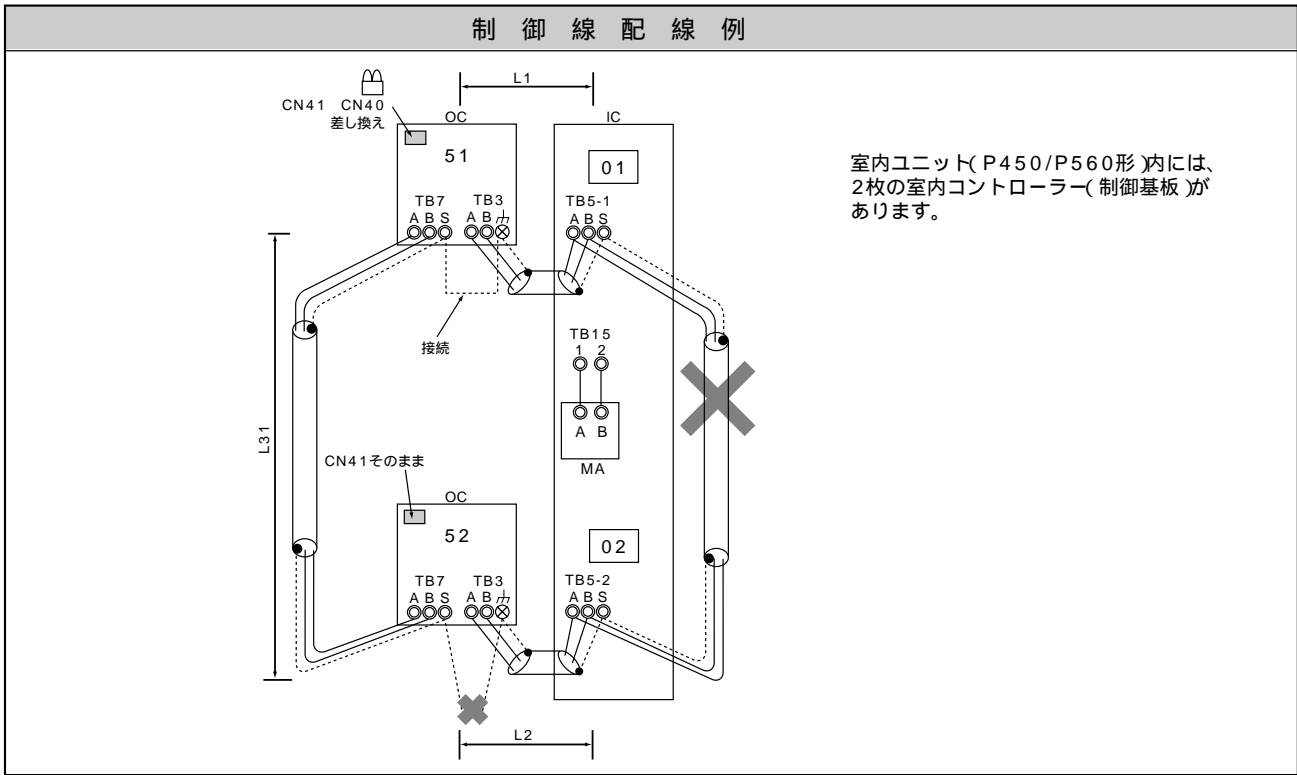 制御線配線例
L1
CN41 CN40
差し換え
OC
IC
51
01
室内ユニット(P450/P560形)内には、
2枚の室内コントローラー(制御基板)が
あります。
TB7 TB3
A B S A B
TB5-1
A B S
接続
TB15
1 2
A B
MA
L31
CN41そのまま
OC
52
02
TB7 TB3
A B S A B
TB5-2
A B S
L2